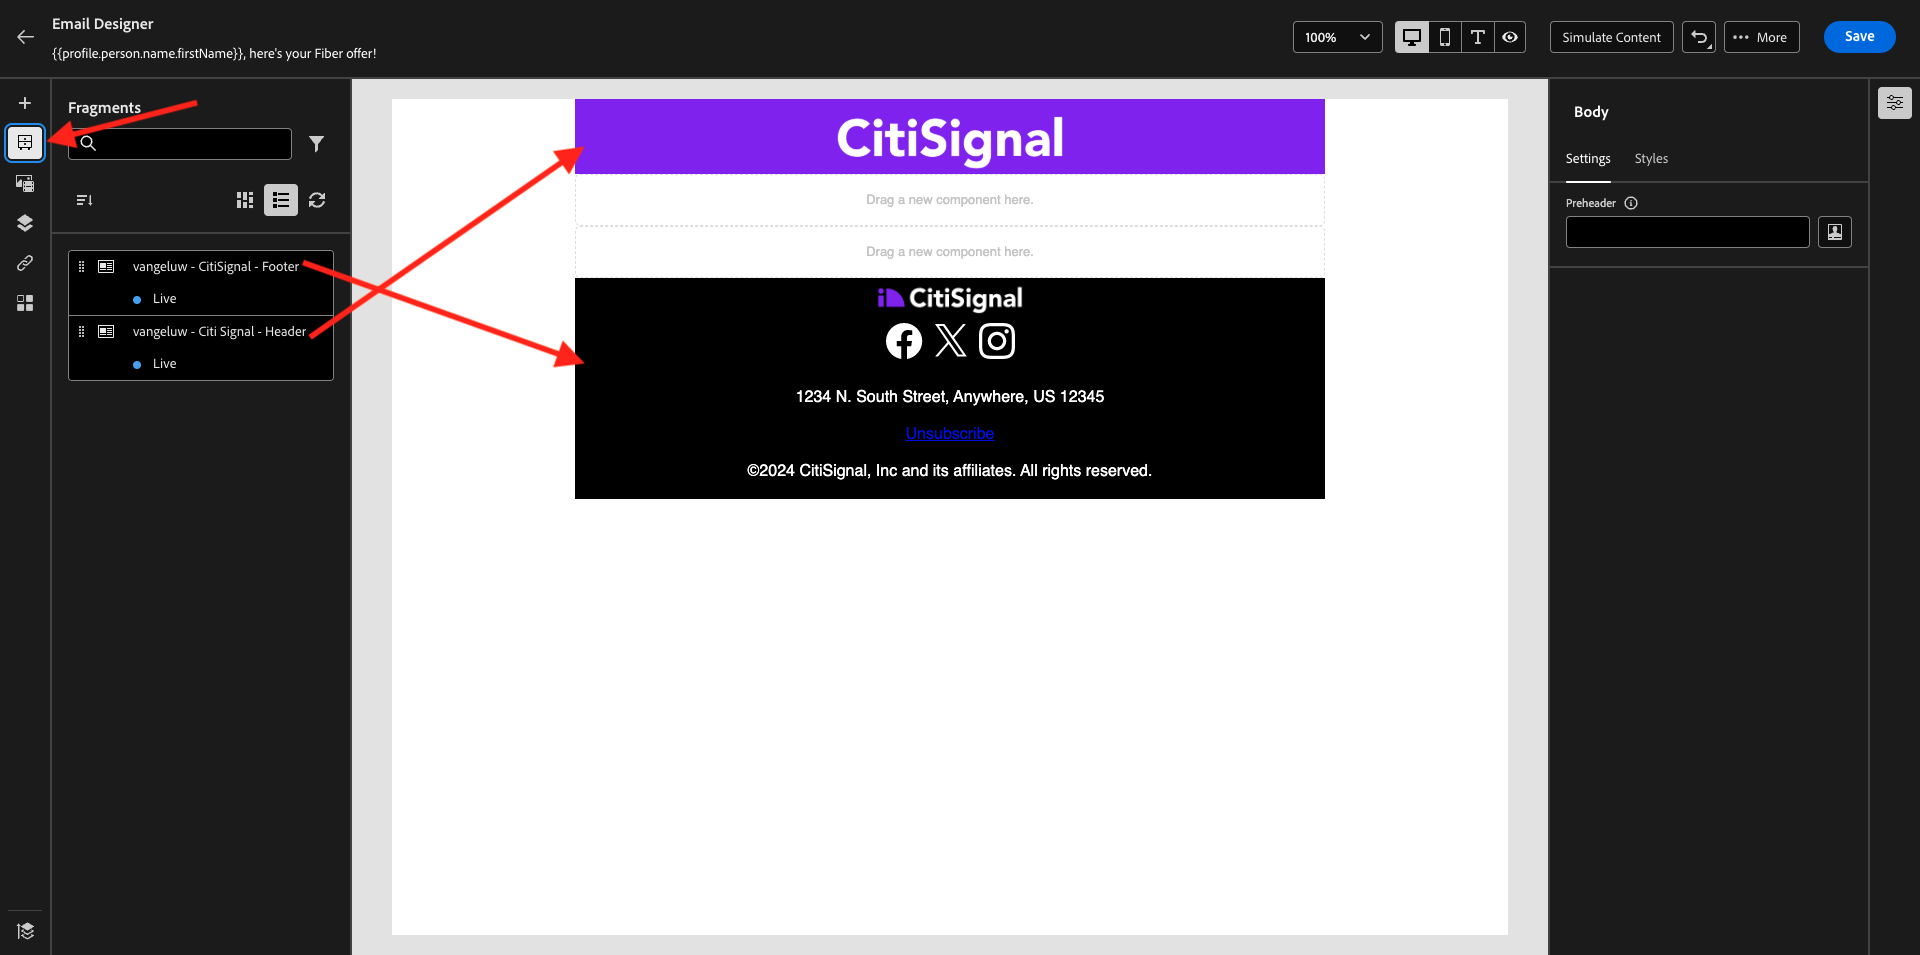 Email Designer
{{profile.person.name.firstName}}, here's your Fiber offer!
100%
Simulate Content
More
Save
Fragments
vangeluw - CitiSignal - Footer
Live
vangeluw - Citi Signal - Header
Live
CitiSignal
Drag a new component here.
Drag a new component here.
CitiSignal
1234 N. South Street, Anywhere, US 12345
Unsubscribe
©2024 CitiSignal, Inc and its affiliates. All rights reserved.
Body
Settings
Styles
Preheader